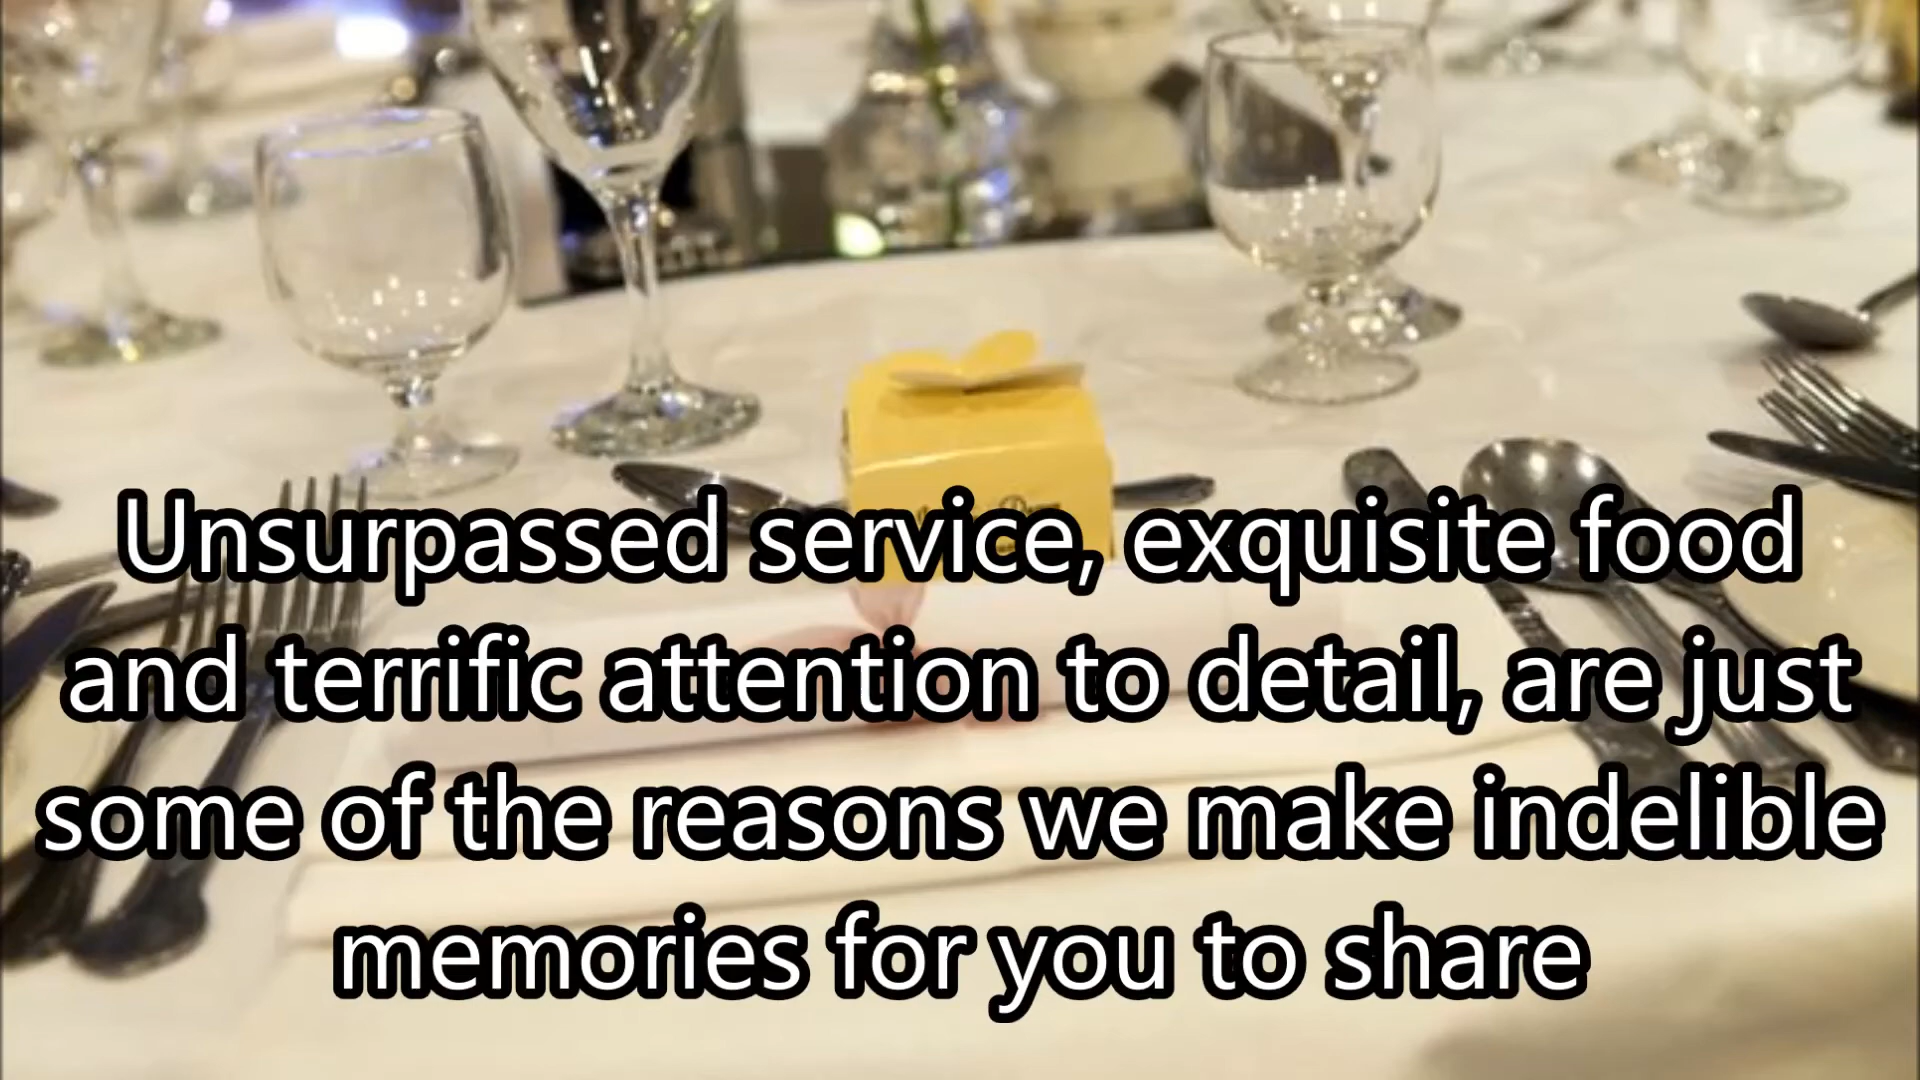 Unsurpassed service, exquisite food
and terrific attention to detail, are just
some of the reasons we make indelible
memories for you to share